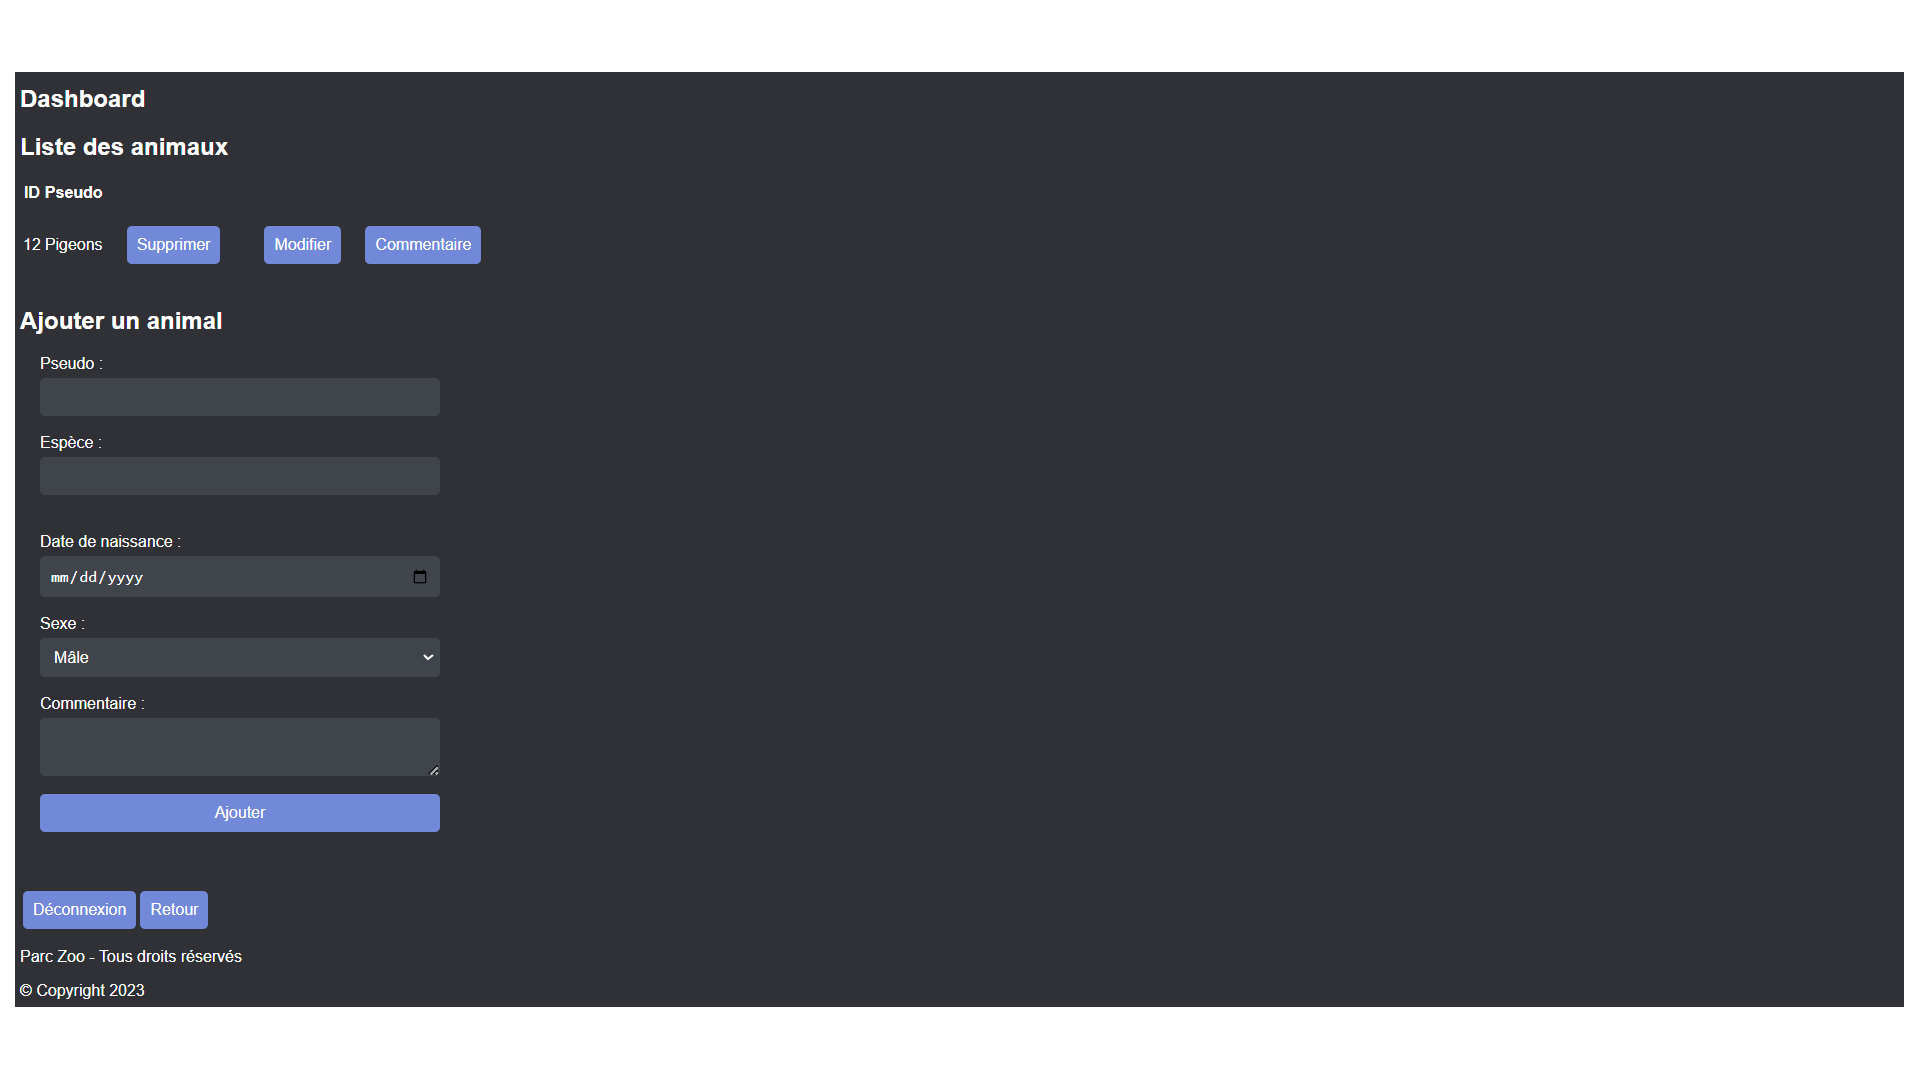 Dashboard
Liste des animaux
ID Pseudo
12 Pigeons Supprimer Modifier Commentaire
Ajouter un animal
Pseudo :
Espèce :
Date de naissance :
mm/dd/yyyy
Sexe :
Mâle
Commentaire :
Ajouter
Déconnexion Retour
Parc Zoo - Tous droits réservés
© Copyright 2023